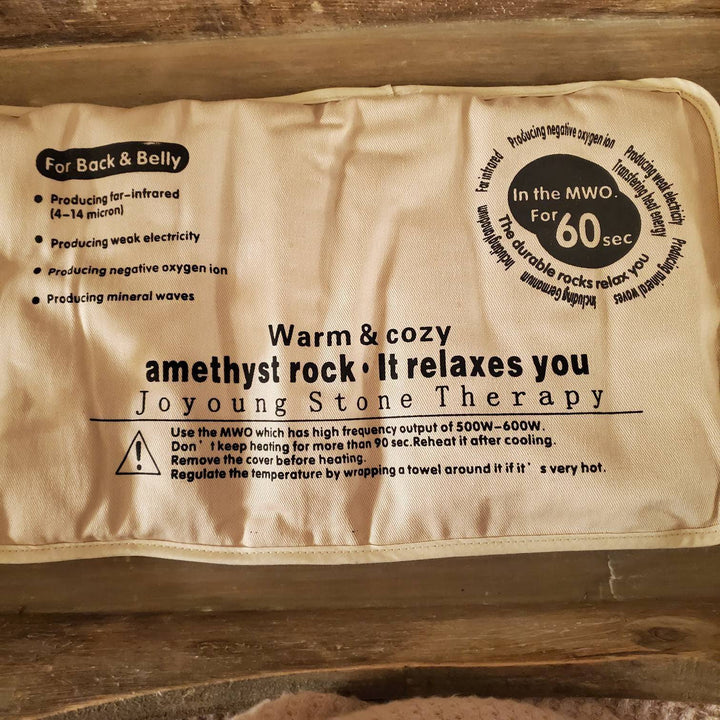 For Back & Belly
Producing far-infrared
(4-14 micron)
Producing weak electricity
Producing negative oxygen ion
Producing mineral waves
Far infrared
Producing negative oxygen ion
Producing weak electricity
Transfering heat energy
Producing mineral waves
Including Germanium
Including
In the MWO.
For 60 sec
The durable rocks relax you
Warm & cozy
amethyst rock · It relaxes you
Joyoung Stone Therapy
Use the MWO which has high frequency output of 500W-600W.
Don't keep heating for more than 90 sec.Reheat it after cooling.
Remove the cover before heating.
Regulate the temperature by wrapping a towel around it if it's very hot.